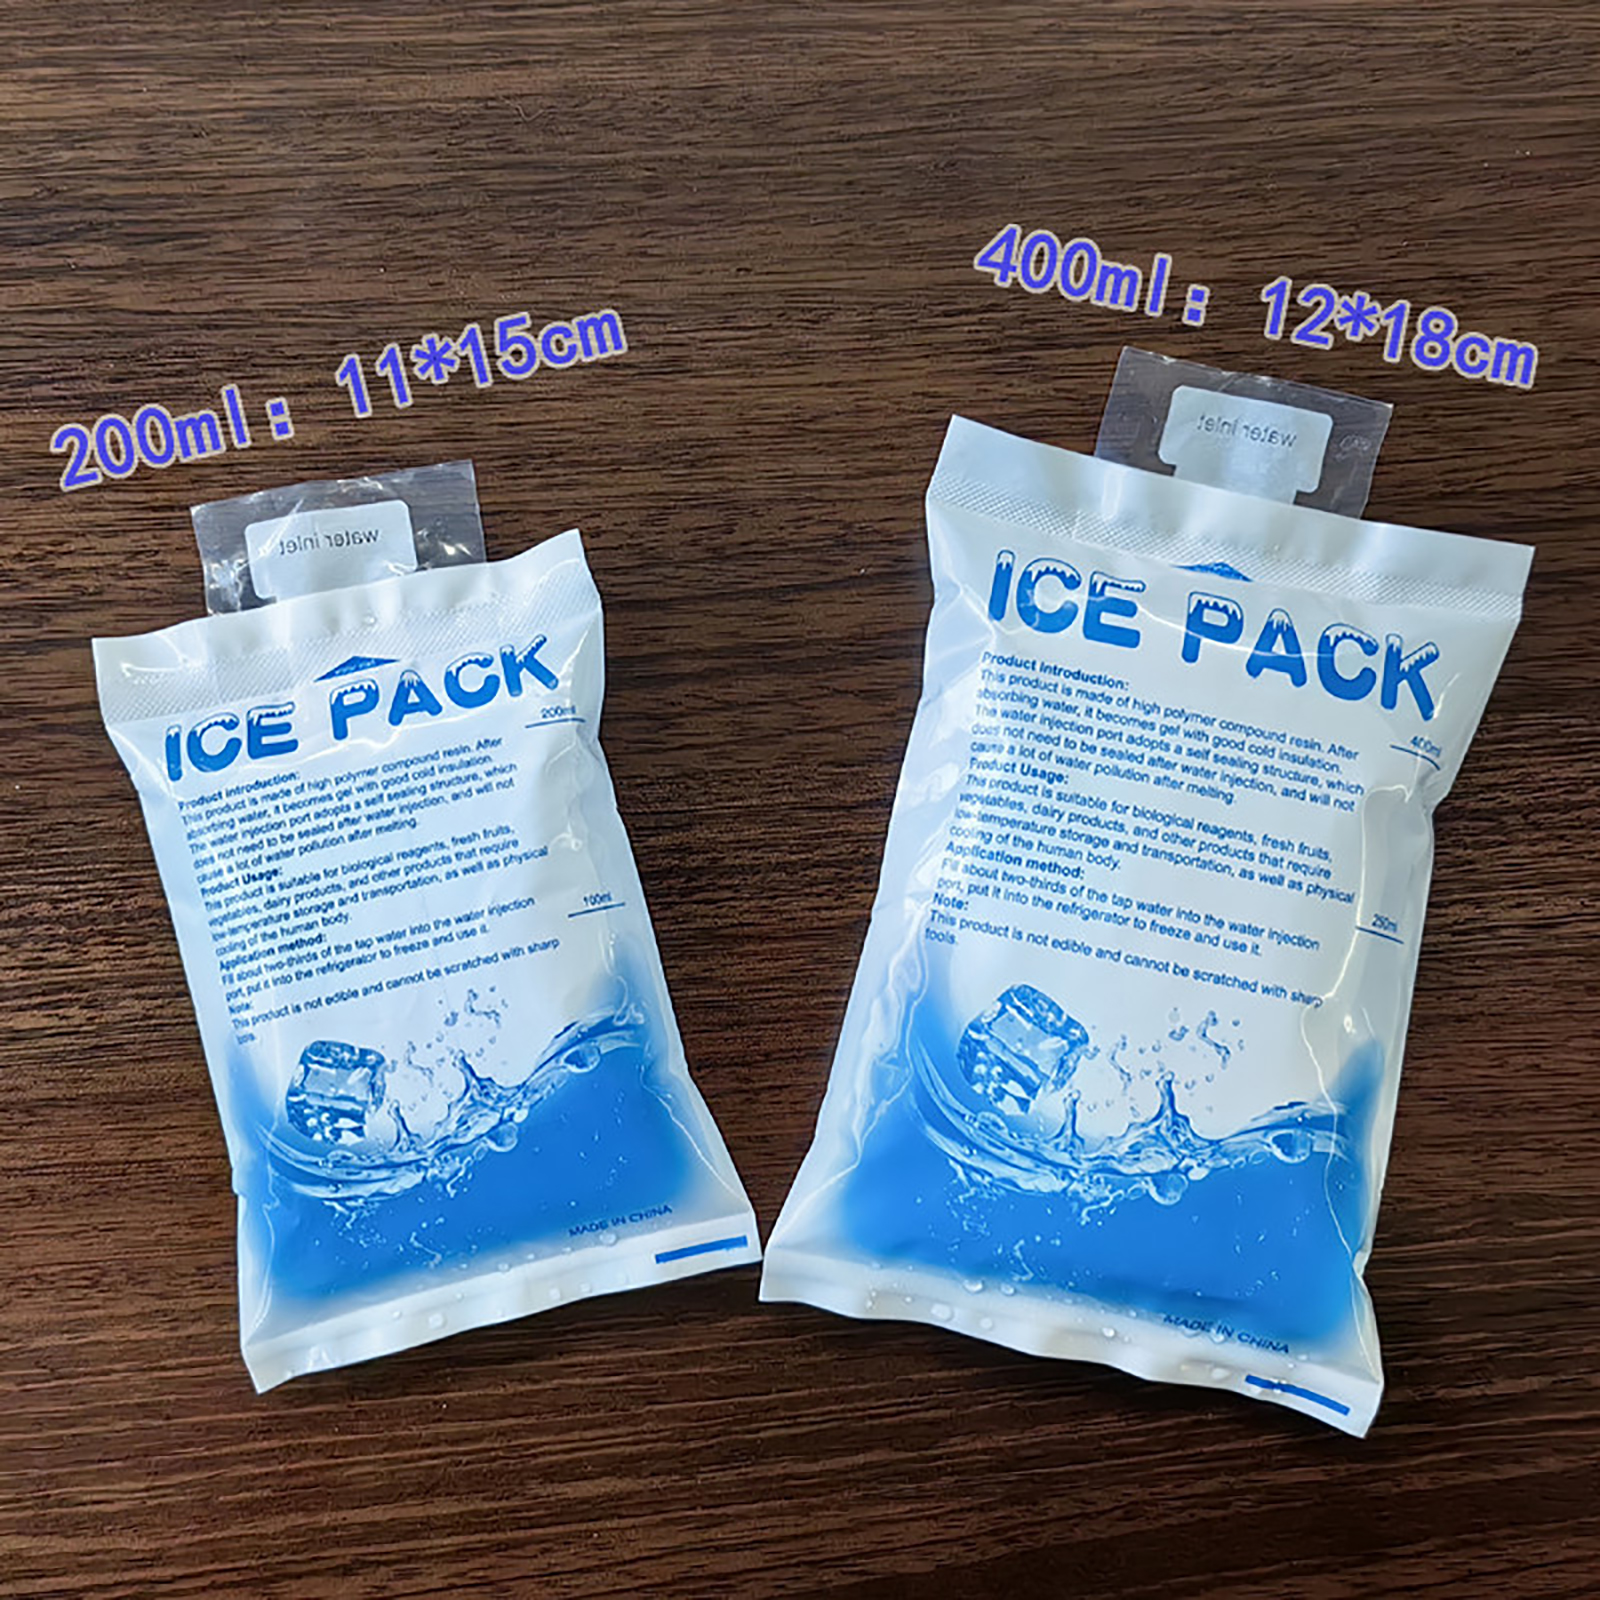 200ml: 11*15cm
water inlet
ICE PACK
200ml
Product Introduction:
This product is made of high polymer compound resin. After
absorbing water, it becomes gel with good cold insulation.
The water injection port adopts a self sealing structure, which
does not need to be sealed after water injection, and will not
cause a lot of water pollution after melting.
Product Usage:
This product is suitable for biological reagents, fresh fruits,
vegetables, dairy products, and other products that require
low-temperature storage and transportation, as well as physical
cooling of the human body.
100ml
Application method:
Fill about two-thirds of the tap water into the water injection
port, put it into the refrigerator to freeze and use it.
Note:
This product is not edible and cannot be scratched with sharp
tools.
MADE IN CHINA
400ml: 12*18cm
water inlet
ICE PACK
400ml
Product Introduction:
This product is made of high polymer compound resin. After
absorbing water, it becomes gel with good cold insulation.
The water injection port adopts a self sealing structure, which
does not need to be sealed after water injection, and will not
cause a lot of water pollution after melting.
Product Usage:
This product is suitable for biological reagents, fresh fruits,
vegetables, dairy products, and other products that require
low-temperature storage and transportation, as well as physical
cooling of the human body.
250ml
Application method:
Fill about two-thirds of the tap water into the water injection
port, put it into the refrigerator to freeze and use it.
Note:
This product is not edible and cannot be scratched with sharp
tools.
MADE IN CHINA